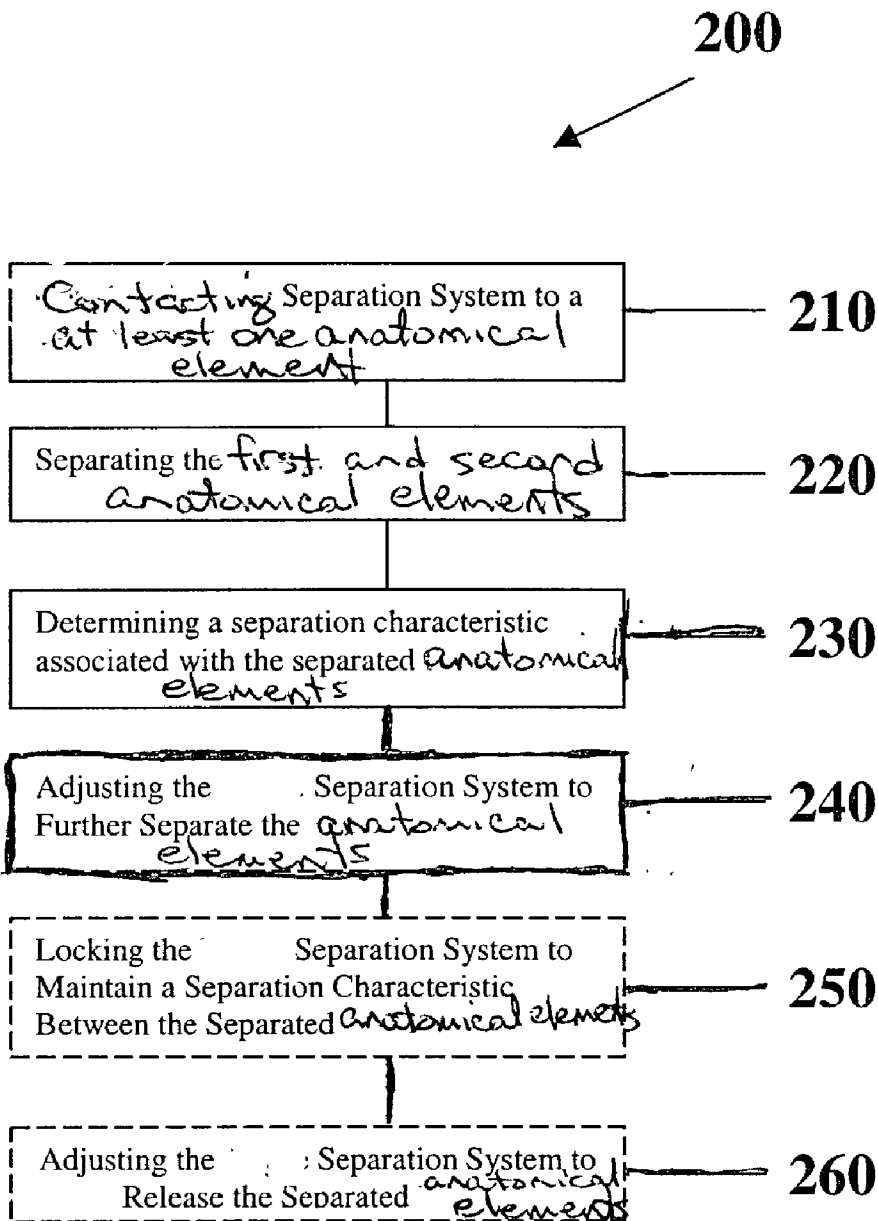 200
Contacting Separation System to a
at least one anatomical
element
210
Separating the first and second
anatomical elements
220
Determining a separation characteristic
associated with the separated anatomical
elements
230
Adjusting the Separation System to
Further Separate the anatomical
elements
240
Locking the Separation System to
Maintain a Separation Characteristic
Between the Separated anatomical elements
250
Adjusting the Separation System to
Release the Separated anatomical
elements
260